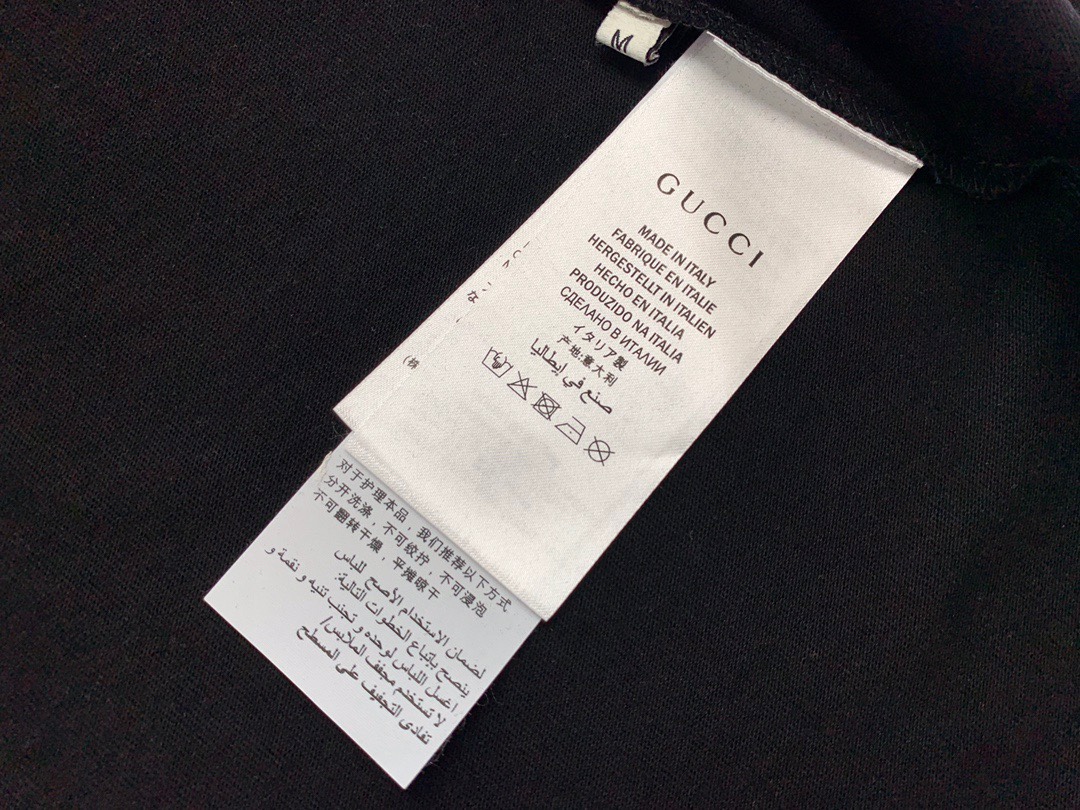 M
GUCCI
MADE IN ITALY
FABRIQUE EN ITALIE
HERGESTELLT IN ITALIEN
HECHO EN ITALIA
PRODUZIDO NA ITALIA
СДЕЛАНО В ИТАЛИИ
イタリア製
产地:意大利
صنع في إيطاليا
对于护理本品，我们推荐以下方式
分开洗涤，不可绞拧，不可浸泡
不可翻转干燥，平摊晾干
لضمان الاستخدام الأصبح للباس
ينصح بإتباع الخطوات التالية:
اغسل اللباس لوحده و تجنب تنيه و نقمة و
لا تستخدم مجفف الملابس/
تفادى التجفيف على المسطح